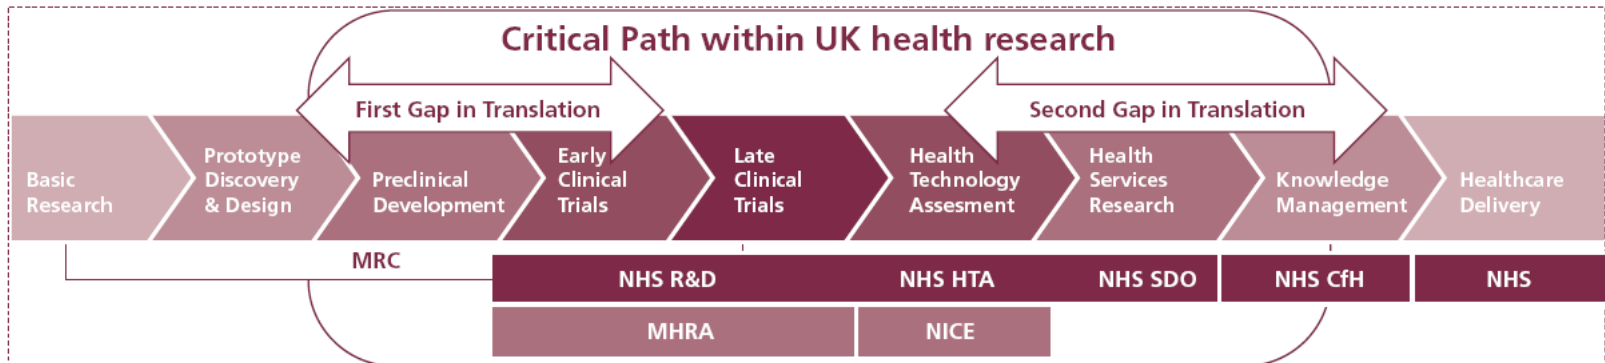 Critical Path within UK health research
First Gap in Translation
Second Gap in Translation
Basic
Research
Prototype
Discovery
& Design
Preclinical
Development
Early
Clinical
Trials
Late
Clinical
Trials
Health
Technology
Assesment
Health
Services
Research
Knowledge
Management
Healthcare
Delivery
MRC
NHS R&D
NHS HTA
NHS SDO
NHS CfH
NHS
MHRA
NICE